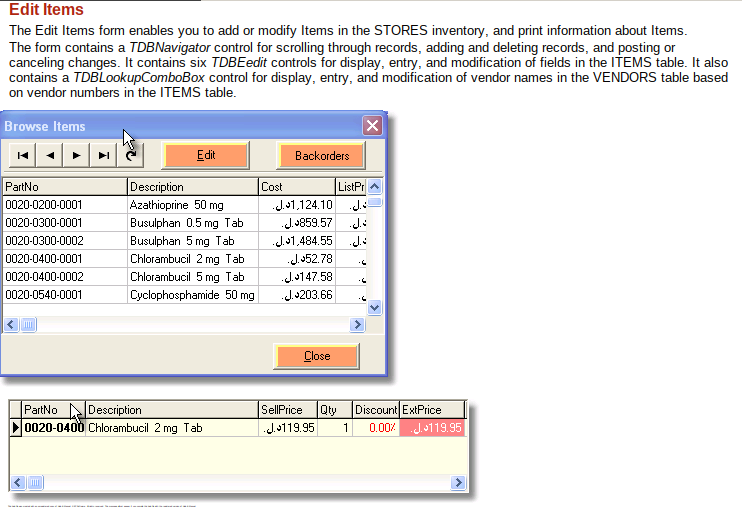 Edit Items
The Edit Items form enables you to add or modify Items in the STORES inventory, and print information about Items.
The form contains a TDBNavigator control for scrolling through records, adding and deleting records, and posting or
canceling changes. It contains six TDBEedit controls for display, entry, and modification of fields in the ITEMS table. It also
contains a TDBLookupComboBox control for display, entry, and modification of vendor names in the VENDORS table based
on vendor numbers in the ITEMS table.
Browse Items
Edit Backorders
PartNo Description Cost ListPr
0020-0200-0001 Azathioprine 50 mg د.ل.1,124.10
0020-0300-0001 Busulphan 0.5 mg Tab د.ل.859.57
0020-0300-0002 Busulphan 5 mg Tab د.ل.1,484.55
0020-0400-0001 Chlorambucil 2 mg Tab د.ل.52.78
0020-0400-0002 Chlorambucil 5 mg Tab د.ل.147.58
0020-0540-0001 Cyclophosphamide 50 mg د.ل.203.66
Close
PartNo Description SellPrice Qty Discount ExtPrice
0020-0400 Chlorambucil 2 mg Tab د.ل.119.95 1 0.00% د.ل.119.95